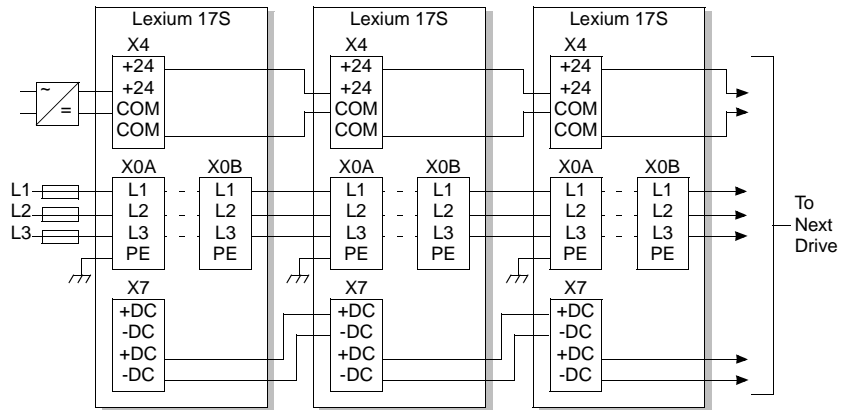 Lexium 17S Lexium 17S Lexium 17S
X4 X4 X4
+24 +24 +24
~ +24 +24 +24
= COM COM COM
COM COM COM
X0A X0B X0A X0B X0A X0B
L1 L1 L1 L1 L1 L1 L1
L2 L2 L2 L2 L2 L2 L2
L3 L3 L3 L3 L3 L3 L3
PE PE PE PE PE PE
To
Next
Drive
X7 X7 X7
+DC +DC +DC
-DC -DC -DC
+DC +DC +DC
-DC -DC -DC